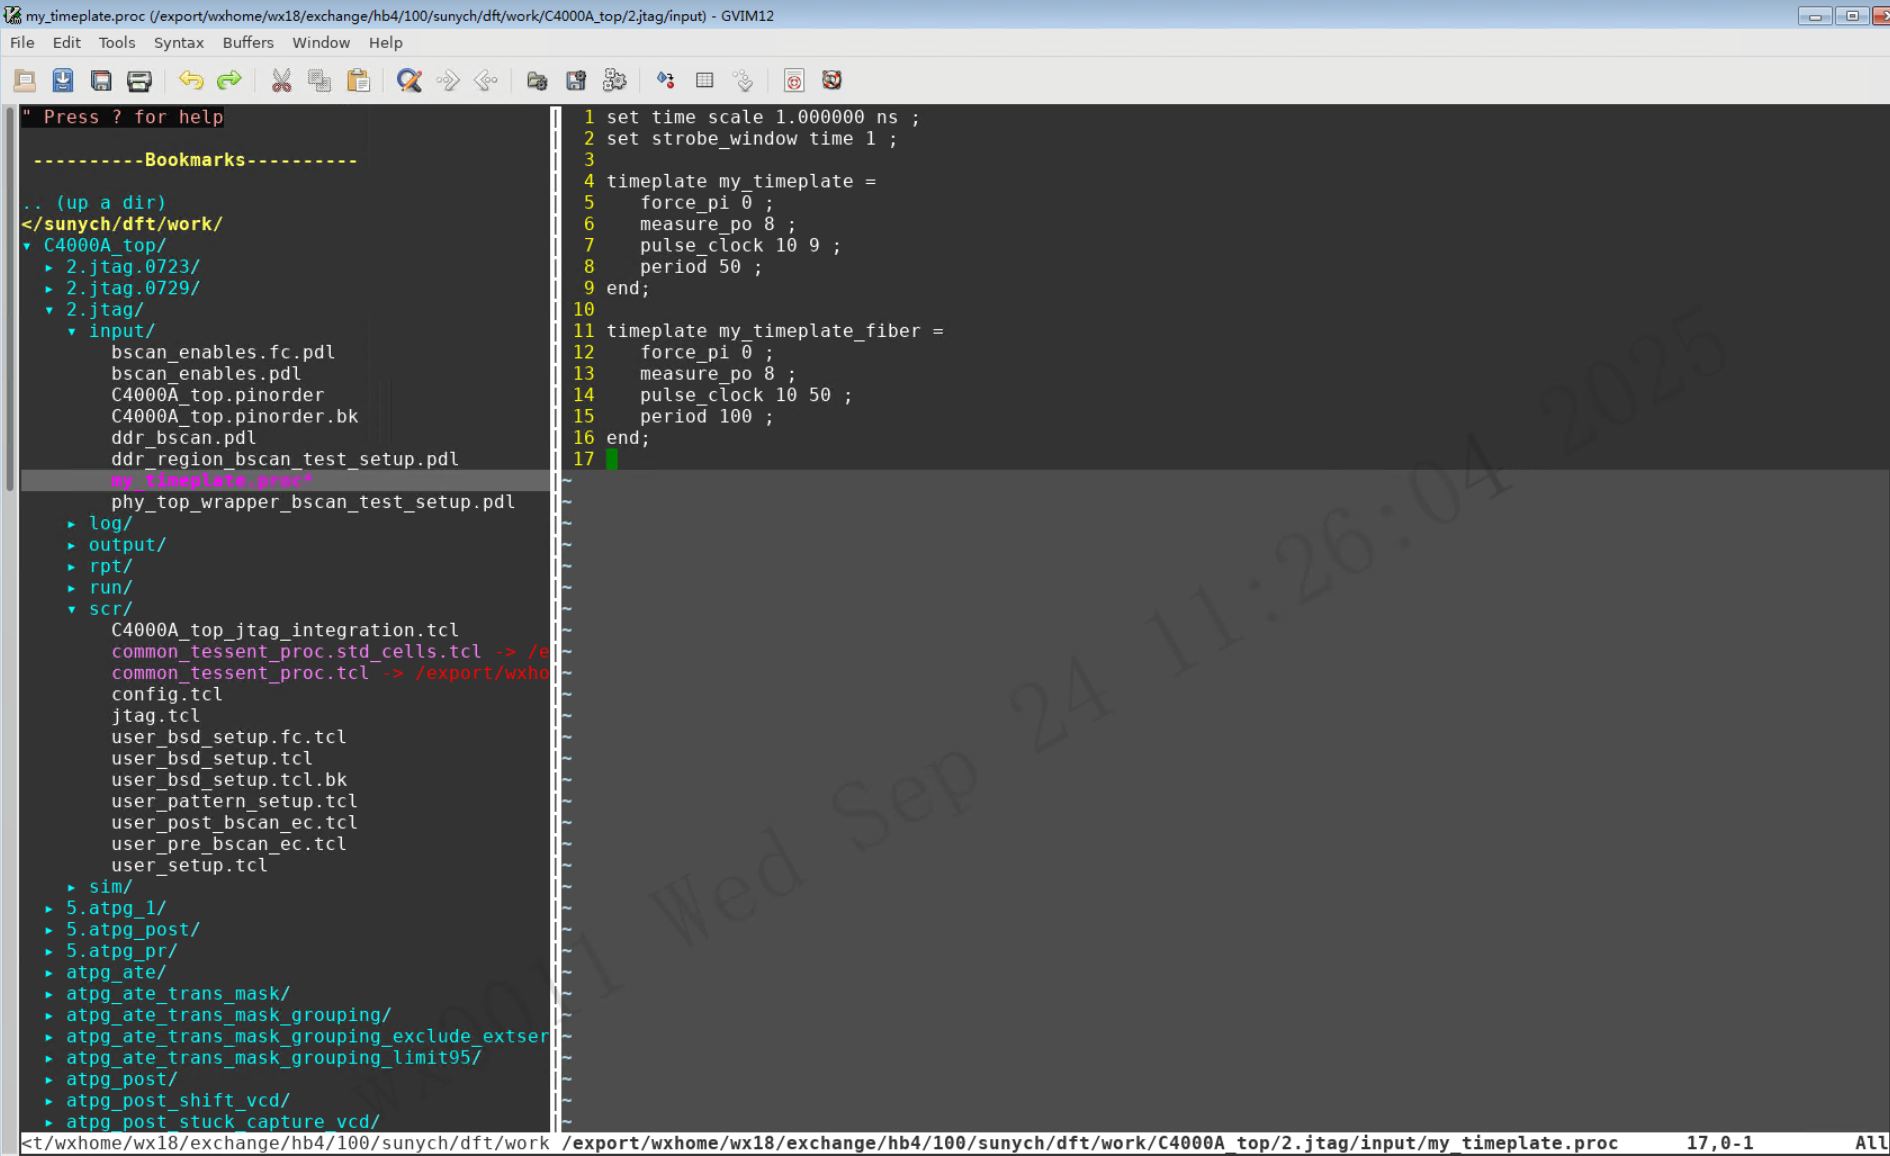 my_timeplate.proc (/export/wxhome/wx18/exchange/hb4/100/sunych/dft/work/C4000A_top/2.jtag/input) - GVIM12
File Edit Tools Syntax Buffers Window Help
" Press ? for help
----------Bookmarks----------
.. (up a dir)
</sunych/dft/work/
▾ C4000A_top/
▸ 2.jtag.0723/
▸ 2.jtag.0729/
▾ 2.jtag/
▾ input/
bscan_enables.fc.pdl
bscan_enables.pdl
C4000A_top.pinorder
C4000A_top.pinorder.bk
ddr_bscan.pdl
ddr_region_bscan_test_setup.pdl
my_timeplate.proc*
phy_top_wrapper_bscan_test_setup.pdl
▸ log/
▸ output/
▸ rpt/
▸ run/
▾ scr/
C4000A_top_jtag_integration.tcl
common_tessent_proc.std_cells.tcl -> /e
common_tessent_proc.tcl -> /export/wxho
config.tcl
jtag.tcl
user_bsd_setup.fc.tcl
user_bsd_setup.tcl
user_bsd_setup.tcl.bk
user_pattern_setup.tcl
user_post_bscan_ec.tcl
user_pre_bscan_ec.tcl
user_setup.tcl
▸ sim/
▸ 5.atpg_1/
▸ 5.atpg_post/
▸ 5.atpg_pr/
▸ atpg_ate/
▸ atpg_ate_trans_mask/
▸ atpg_ate_trans_mask_grouping/
▸ atpg_ate_trans_mask_grouping_exclude_extser
▸ atpg_ate_trans_mask_grouping_limit95/
▸ atpg_post/
▸ atpg_post_shift_vcd/
▸ atpg_post_stuck_capture_vcd/
<t/wxhome/wx18/exchange/hb4/100/sunych/dft/work
1 set time scale 1.000000 ns ;
2 set strobe_window time 1 ;
3
4 timeplate my_timeplate =
5 force_pi 0 ;
6 measure_po 8 ;
7 pulse_clock 10 9 ;
8 period 50 ;
9 end;
10
11 timeplate my_timeplate_fiber =
12 force_pi 0 ;
13 measure_po 8 ;
14 pulse_clock 10 50 ;
15 period 100 ;
16 end;
17
/export/wxhome/wx18/exchange/hb4/100/sunych/dft/work/C4000A_top/2.jtag/input/my_timeplate.proc 17,0-1 All
Wed Sep 24 11:26:04 2025